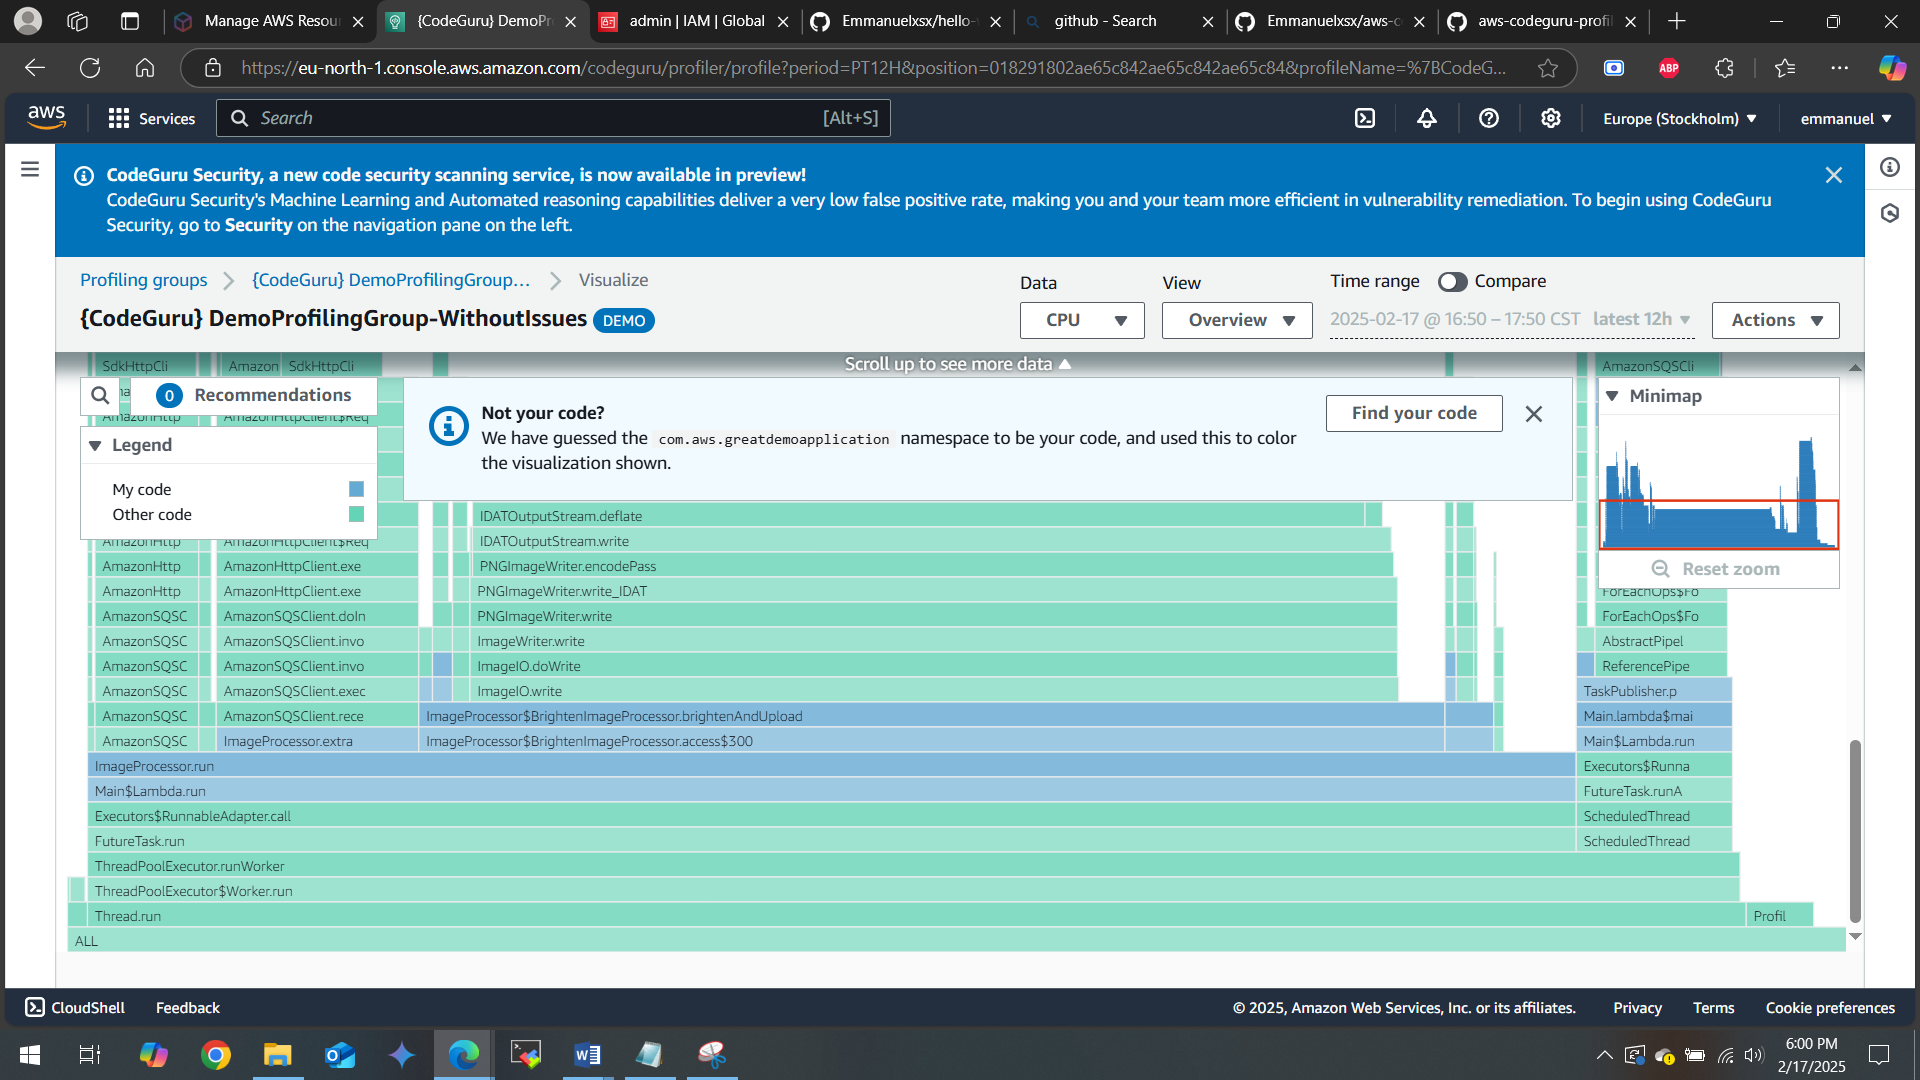 Manage AWS Resou
{CodeGuru} DemoPr
admin | IAM | Global
Emmanuelxsx/hello-
github - Search
Emmanuelxsx/aws-c
aws-codeguru-profil
https://eu-north-1.console.aws.amazon.com/codeguru/profiler/profile?period=PT12H&position=018291802ae65c842ae65c842ae65c84&profileName=%7BCodeG...
ABP
aws
Services
Search
[Alt+S]
Europe (Stockholm)
emmanuel
CodeGuru Security, a new code security scanning service, is now available in preview!
CodeGuru Security's Machine Learning and Automated reasoning capabilities deliver a very low false positive rate, making you and your team more efficient in vulnerability remediation. To begin using CodeGuru
Security, go to Security on the navigation pane on the left.
Profiling groups
{CodeGuru} DemoProfilingGroup...
Visualize
Data
View
Time range
Compare
{CodeGuru} DemoProfilingGroup-WithoutIssues
DEMO
CPU
Overview
2025-02-17 @ 16:50 – 17:50 CST
latest 12h
Actions
SdkHttpCli
Amazon
SdkHttpCli
Scroll up to see more data
AmazonSQSCli
0
Recommendations
Minimap
AmazonHttp
AmazonHttpClient$Req
Not your code?
We have guessed the com.aws.greatdemoapplication namespace to be your code, and used this to color
the visualization shown.
Find your code
Legend
My code
Other code
IDATOutputStream.deflate
AmazonHttp
AmazonHttpClient$Req
IDATOutputStream.write
AmazonHttp
AmazonHttpClient.exe
PNGImageWriter.encodePass
Reset zoom
AmazonHttp
AmazonHttpClient.exe
PNGImageWriter.write_IDAT
ForEachOps$Fo
AmazonSQSC
AmazonSQSClient.doIn
PNGImageWriter.write
ForEachOps$Fo
AmazonSQSC
AmazonSQSClient.invo
ImageWriter.write
AbstractPipel
AmazonSQSC
AmazonSQSClient.invo
ImageIO.doWrite
ReferencePipe
AmazonSQSC
AmazonSQSClient.exec
ImageIO.write
TaskPublisher.p
AmazonSQSC
AmazonSQSClient.rece
ImageProcessor$BrightenImageProcessor.brightenAndUpload
Main.lambda$mai
AmazonSQSC
ImageProcessor.extra
ImageProcessor$BrightenImageProcessor.access$300
Main$Lambda.run
ImageProcessor.run
Executors$Runna
Main$Lambda.run
FutureTask.runA
Executors$RunnableAdapter.call
ScheduledThread
FutureTask.run
ScheduledThread
ThreadPoolExecutor.runWorker
ThreadPoolExecutor$Worker.run
Thread.run
Profil
ALL
CloudShell
Feedback
© 2025, Amazon Web Services, Inc. or its affiliates.
Privacy
Terms
Cookie preferences
6:00 PM
2/17/2025